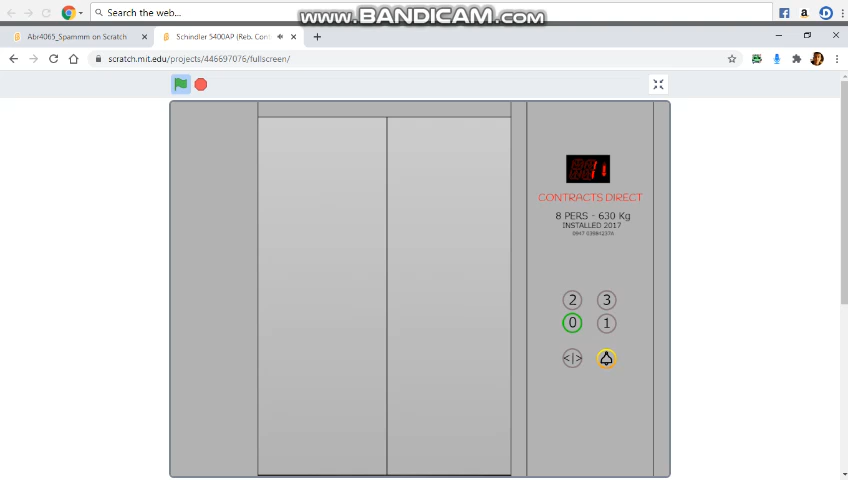 Search the web...
www.BANDICAM.com
Abr4065_Spammm on Scratch
Schindler 5400AP (Reb. Cont
scratch.mit.edu/projects/446697076/fullscreen/
1
CONTRACTS DIRECT
8 PERS - 630 Kg
INSTALLED 2017
2 3
0 1
<|>